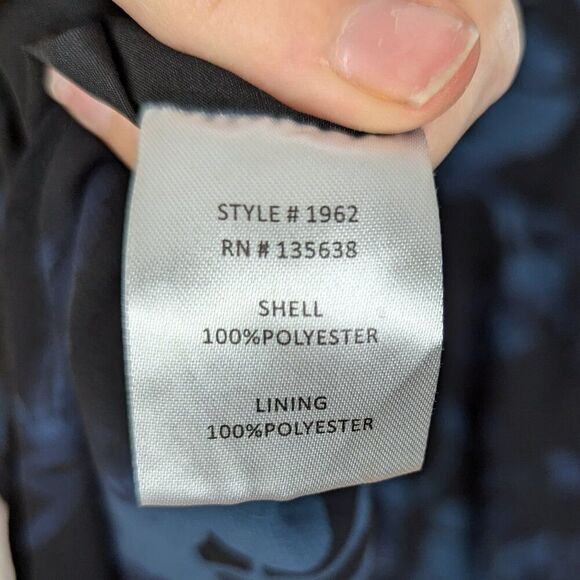 STYLE # 1962
RN # 135638
SHELL
100%POLYESTER
LINING
100%POLYESTER